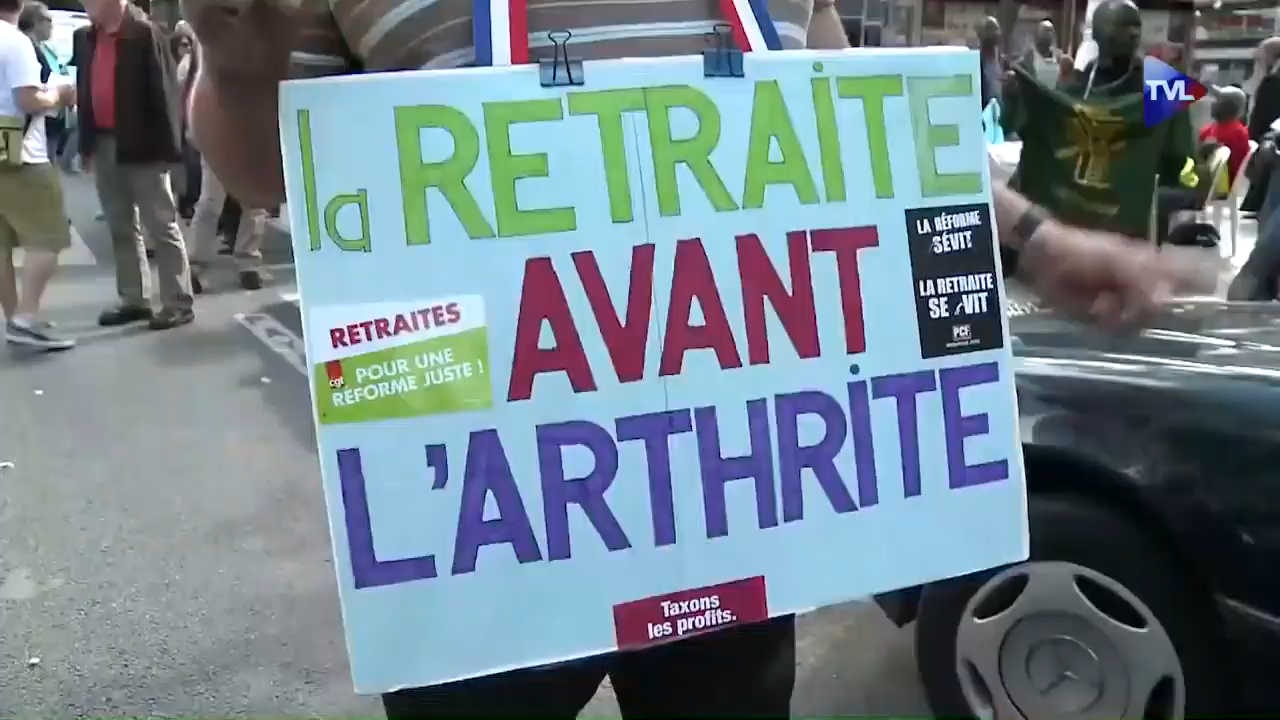 la RETRAITE
AVANT
L'ARTHRITE
RETRAITES
cgt
POUR UNE
RÉFORME JUSTE !
LA RÉFORME
SÉVIT
LA RETRAITE
SE VIT
PCF
Taxons
les profits.
TVL